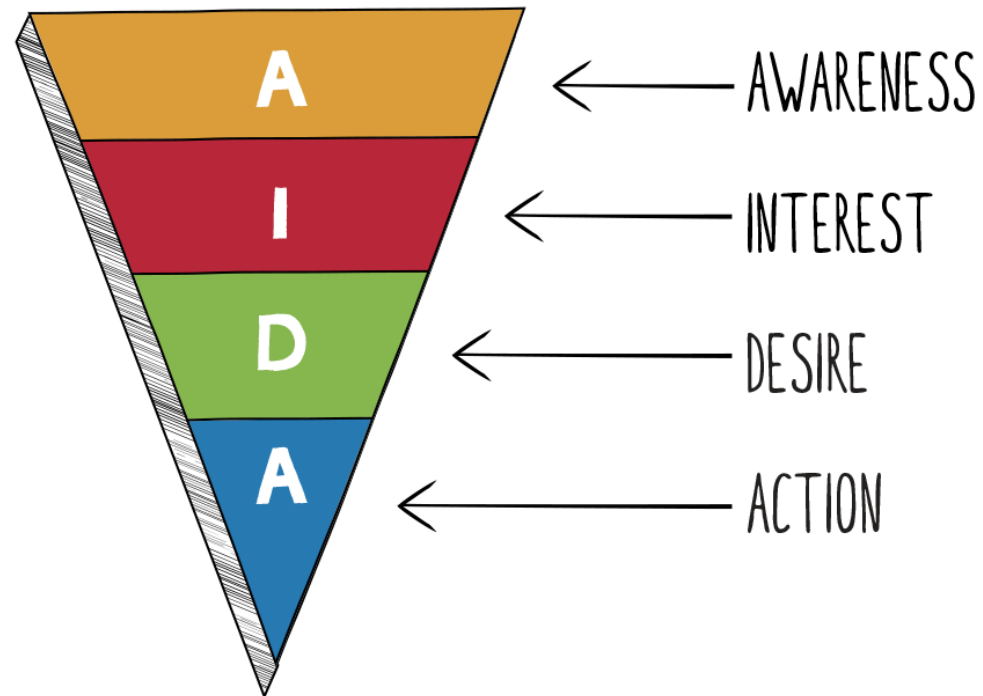 A
AWARENESS
I
INTEREST
D
DESIRE
A
ACTION